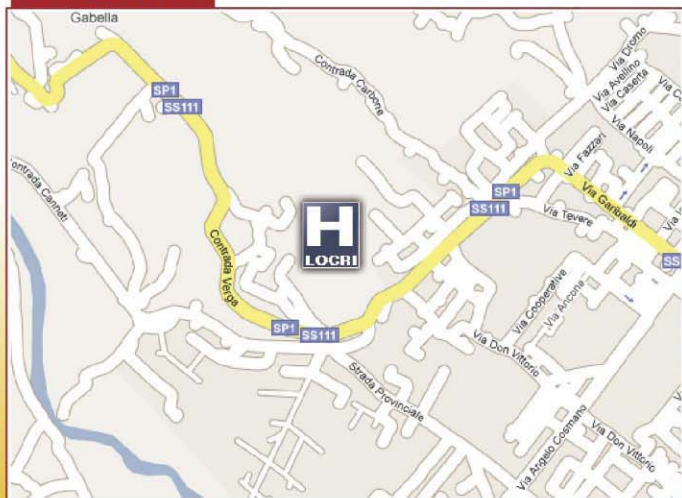 Gabella
SP1
SS111
Contrada Carbone
Via Dromo
Via Avellino
Via Caserta
Via Napoli
Via Fazzari
SP1
SS111
Via Garibaldi
Via Tevere
Contrada Canneti
H
LOCRI
SS
Contrada Verga
Via Cooperative
Via Ancona
SP1
SS111
Via Don Vittorio
Strada Provinciale
Via Angelo Cosmano
Via Don Vittorio